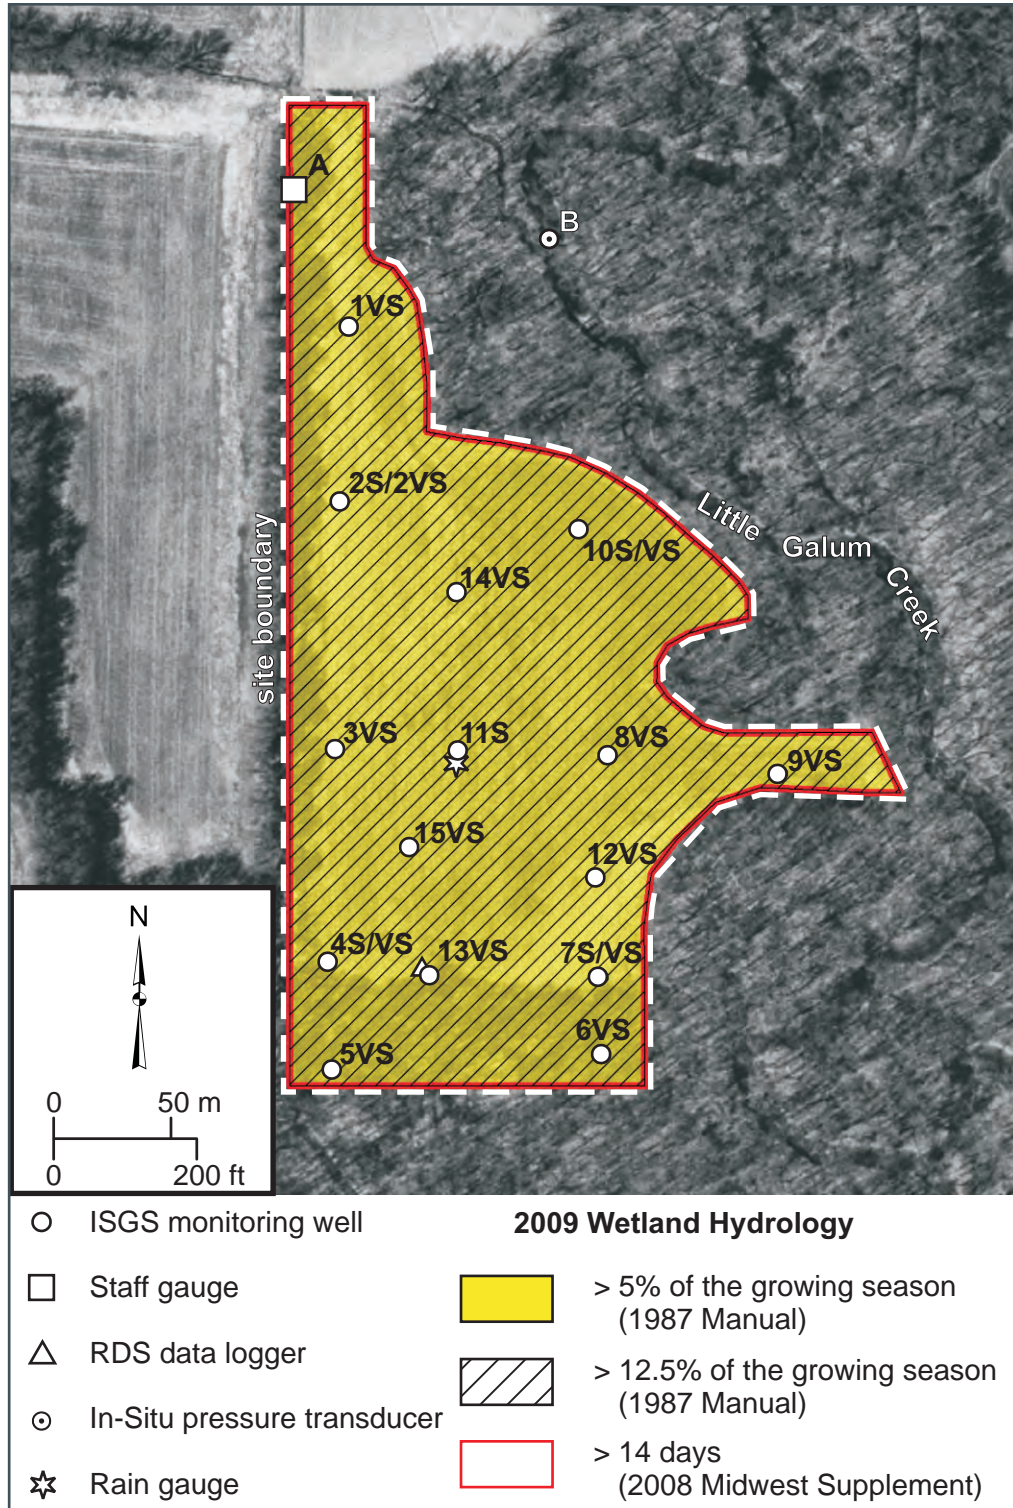 A
B
1VS
2S/2VS
10S/VS
14VS
Little Galum Creek
site boundary
3VS
11S
8VS
9VS
15VS
12VS
4S/VS
13VS
7S/VS
6VS
5VS
N
0 50 m
0 200 ft
ISGS monitoring well
Staff gauge
RDS data logger
In-Situ pressure transducer
Rain gauge
2009 Wetland Hydrology
> 5% of the growing season
(1987 Manual)
> 12.5% of the growing season
(1987 Manual)
> 14 days
(2008 Midwest Supplement)